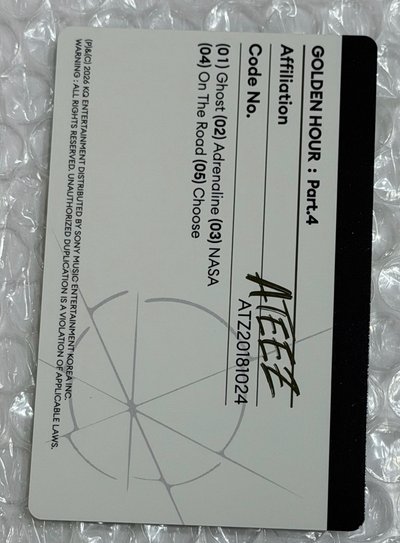 GOLDEN HOUR : Part.4
Affiliation ATEEZ
Code No. ATZ20181024
(01) Ghost (02) Adrenaline (03) NASA
(04) On The Road (05) Choose
(P)&(C) 2026 KQ ENTERTAINMENT DISTRIBUTED BY SONY MUSIC ENTERTAINMENT KOREA INC.
WARNING : ALL RIGHTS RESERVED. UNAUTHORIZED DUPLICATION IS A VIOLATION OF APPLICABLE LAWS.